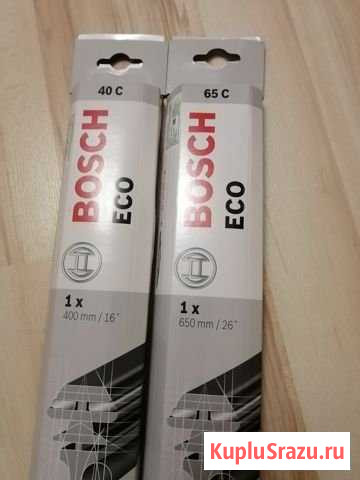 40 C
BOSCH
ECO
1 x
400 mm / 16"
65 C
BOSCH
ECO
1 x
650 mm / 26"
KupluSrazu.ru